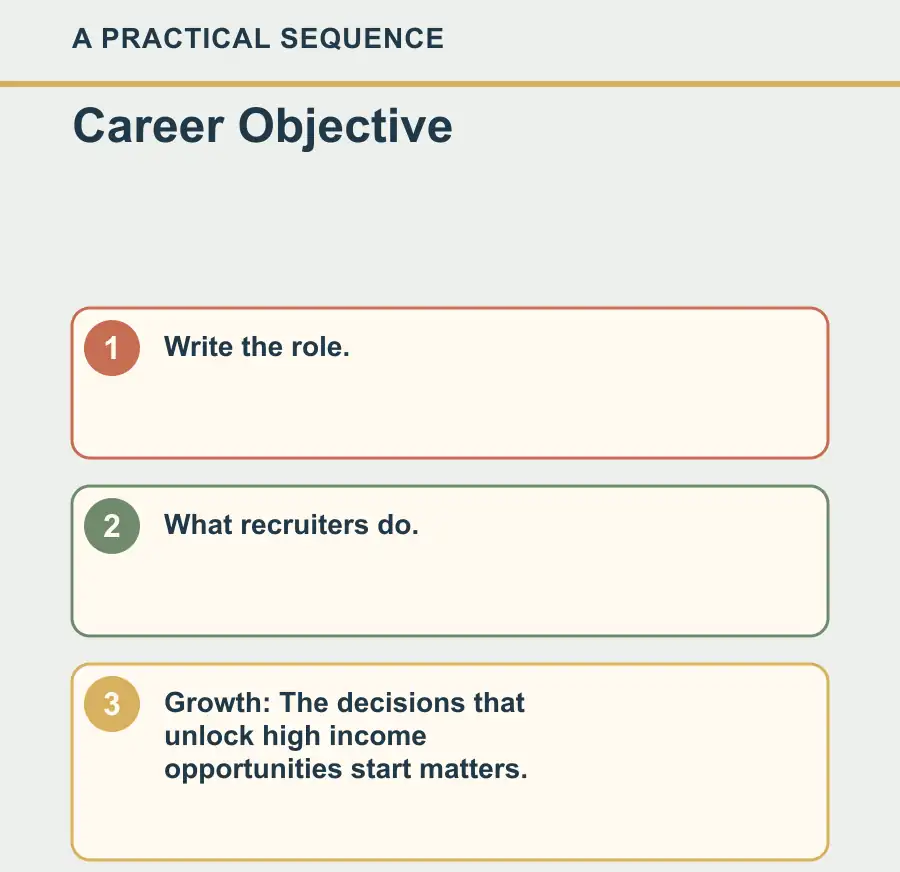 A PRACTICAL SEQUENCE
Career Objective
1
Write the role.
2
What recruiters do.
3
Growth: The decisions that
unlock high income
opportunities start matters.